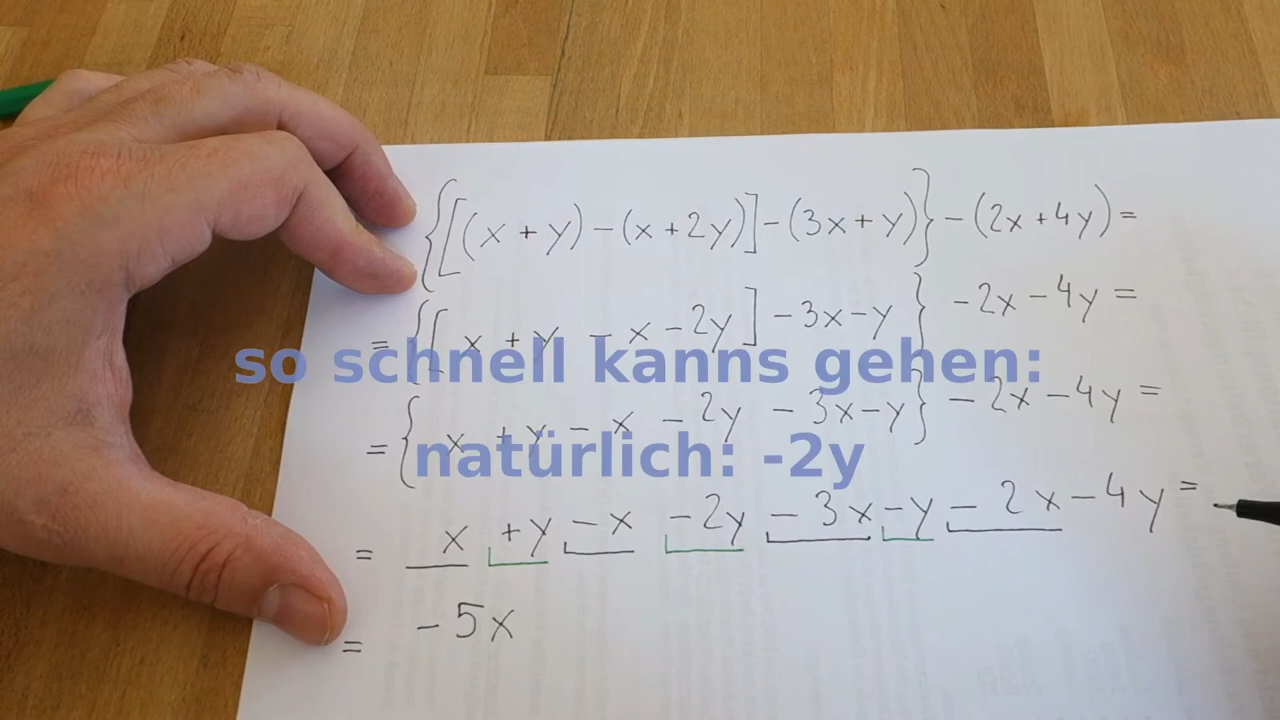 {[(x + y) - (x + 2y)] - (3x + y)} - (2x + 4y) =
= {[ x + y - x - 2y ] - 3x - y } - 2x - 4y =
so schnell kanns gehen:
= { x + y - x - 2y - 3x - y } - 2x - 4y =
natürlich: -2y
= x + y - x - 2y - 3x - y - 2x - 4y =
= - 5x